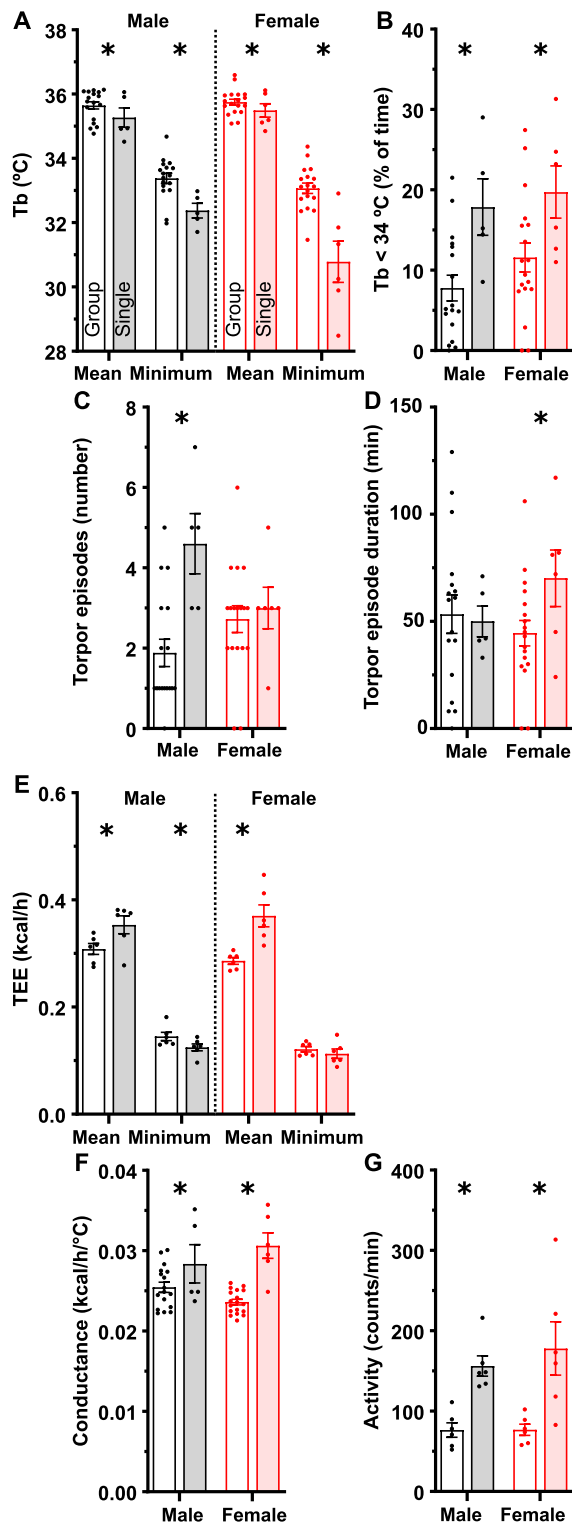 A
Male
Female
* * * *
Tb (ºC)
38
36
34
32
30
28
Group
Single
Group
Single
Mean Minimum Mean Minimum
B
* *
Tb < 34 ºC (% of time)
40
30
20
10
0
Male Female
C
*
Torpor episodes (number)
8
6
4
2
0
Male Female
D
*
Torpor episode duration (min)
150
100
50
0
Male Female
E
Male
Female
* * *
TEE (kcal/h)
0.6
0.4
0.2
0.0
Mean Minimum Mean Minimum
F
* *
Conductance (kcal/h/°C)
0.04
0.03
0.02
0.01
0.00
Male Female
G
* *
Activity (counts/min)
400
300
200
100
0
Male Female